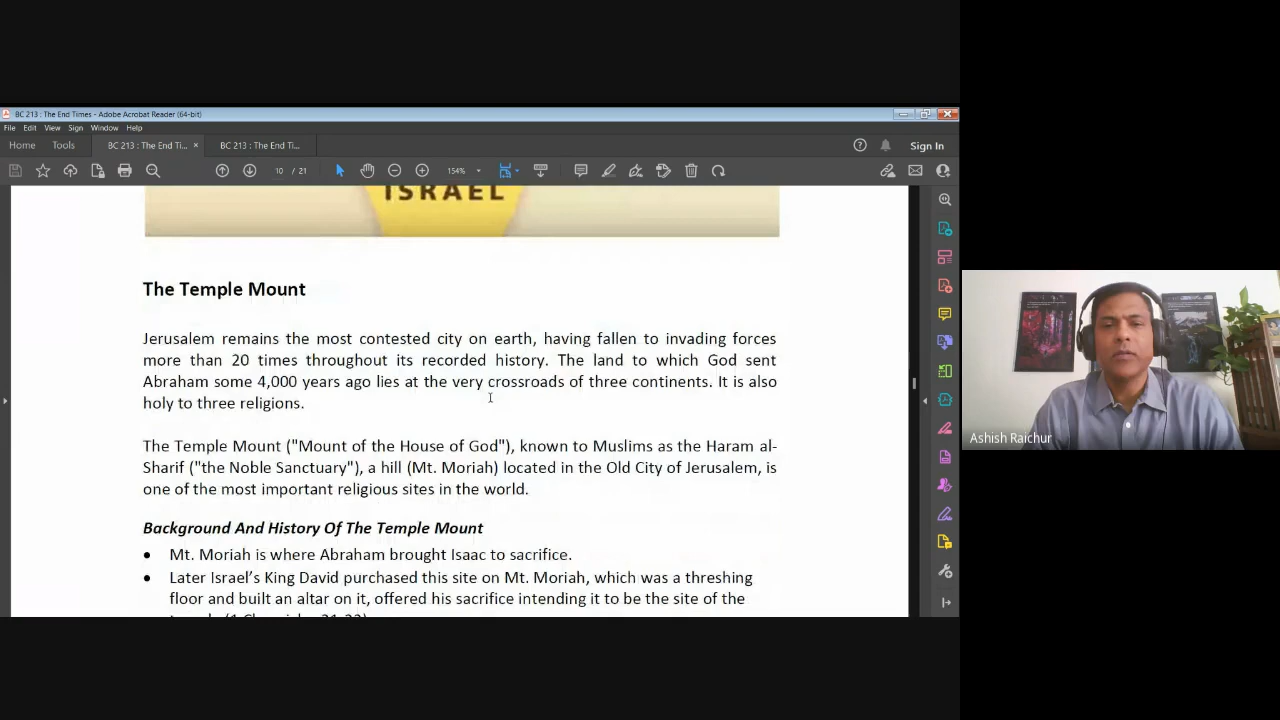 BC 213 : The End Times - Adobe Acrobat Reader (64-bit)
File Edit View Sign Window Help
Home Tools BC 213 : The End Ti... × BC 213 : The End Ti...
Sign In
10 / 21 154%
ISRAEL
The Temple Mount
Jerusalem remains the most contested city on earth, having fallen to invading forces
more than 20 times throughout its recorded history. The land to which God sent
Abraham some 4,000 years ago lies at the very crossroads of three continents. It is also
holy to three religions.
The Temple Mount ("Mount of the House of God"), known to Muslims as the Haram al-
Sharif ("the Noble Sanctuary"), a hill (Mt. Moriah) located in the Old City of Jerusalem, is
one of the most important religious sites in the world.
Background And History Of The Temple Mount
• Mt. Moriah is where Abraham brought Isaac to sacrifice.
• Later Israel's King David purchased this site on Mt. Moriah, which was a threshing
floor and built an altar on it, offered his sacrifice intending it to be the site of the
Ashish Raichur